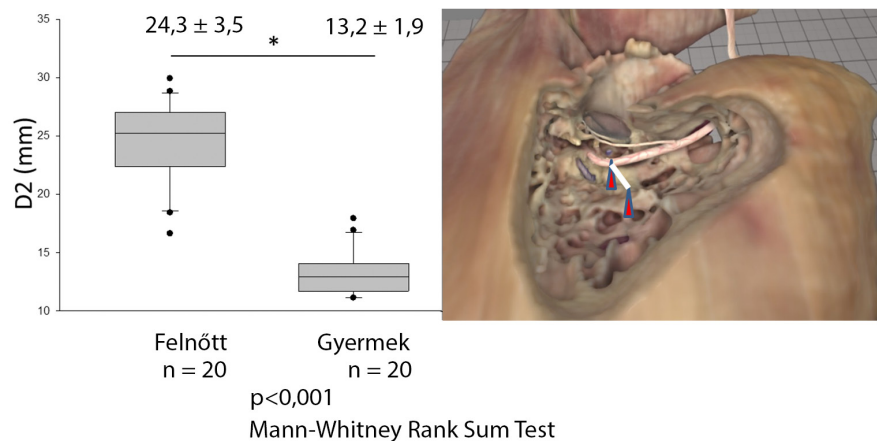 24,3 ± 3,5
*
13,2 ± 1,9
D2 (mm)
35
30
25
20
15
10
Felnőtt
n = 20
Gyermek
n = 20
p<0,001
Mann-Whitney Rank Sum Test